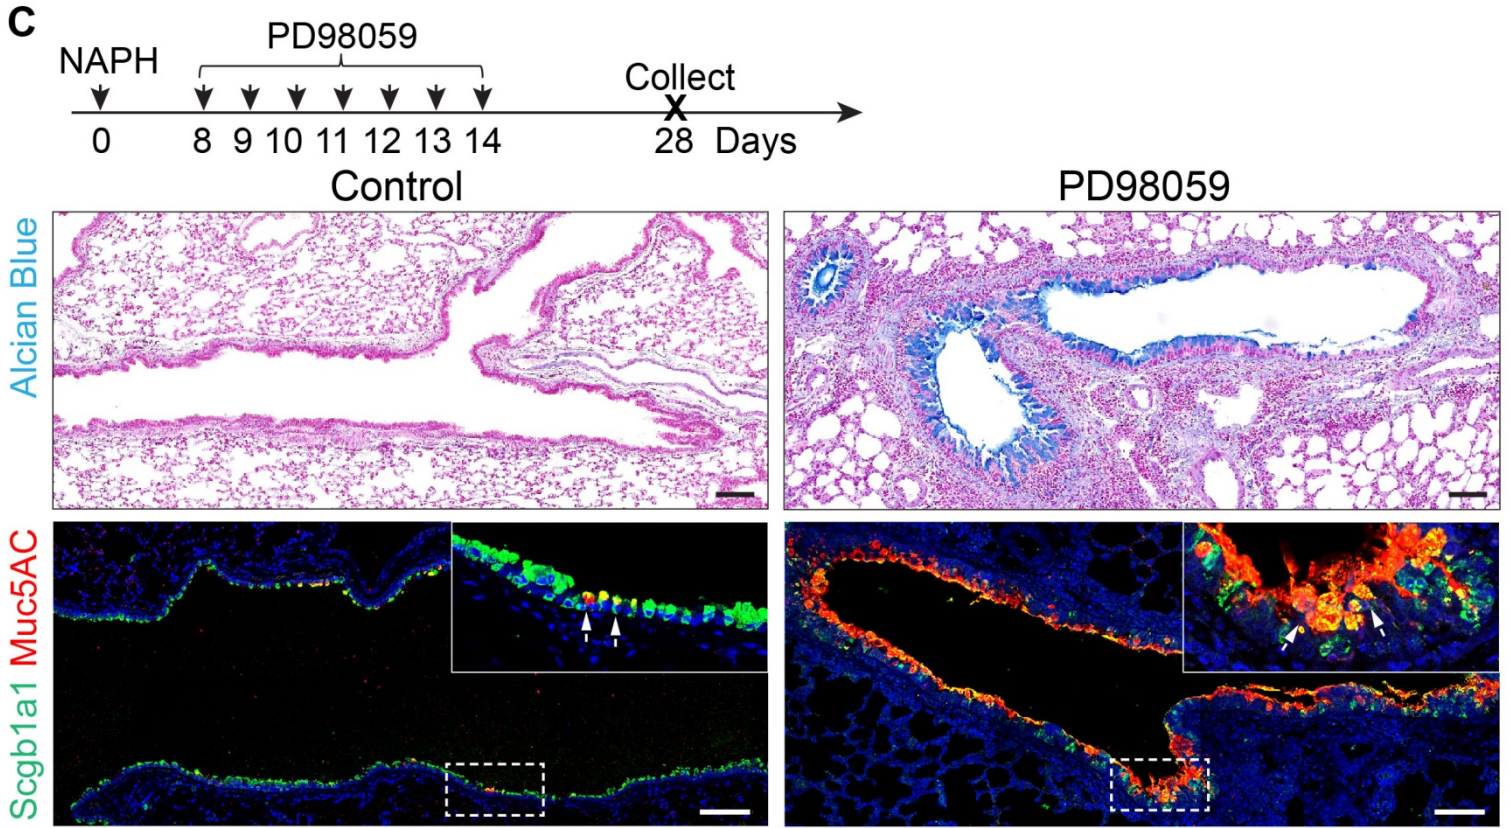 C
NAPH
PD98059
Collect
X
0 8 9 10 11 12 13 14 28 Days
Control
PD98059
Alcian Blue
Scgb1a1 Muc5AC